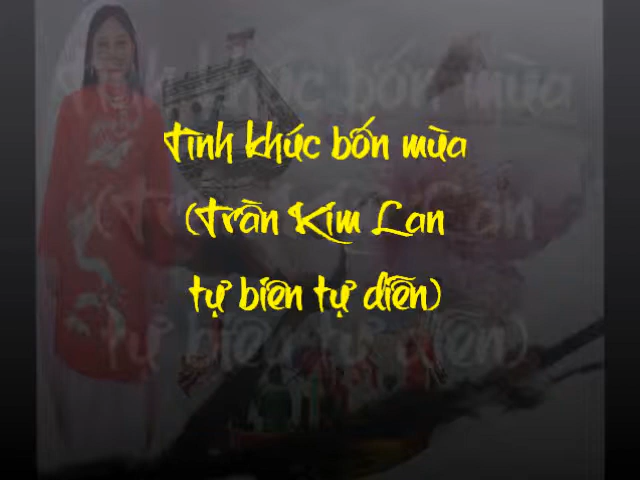 Tình khúc bốn mùa
(Trần Kim Lan
tự biên tự diễn)